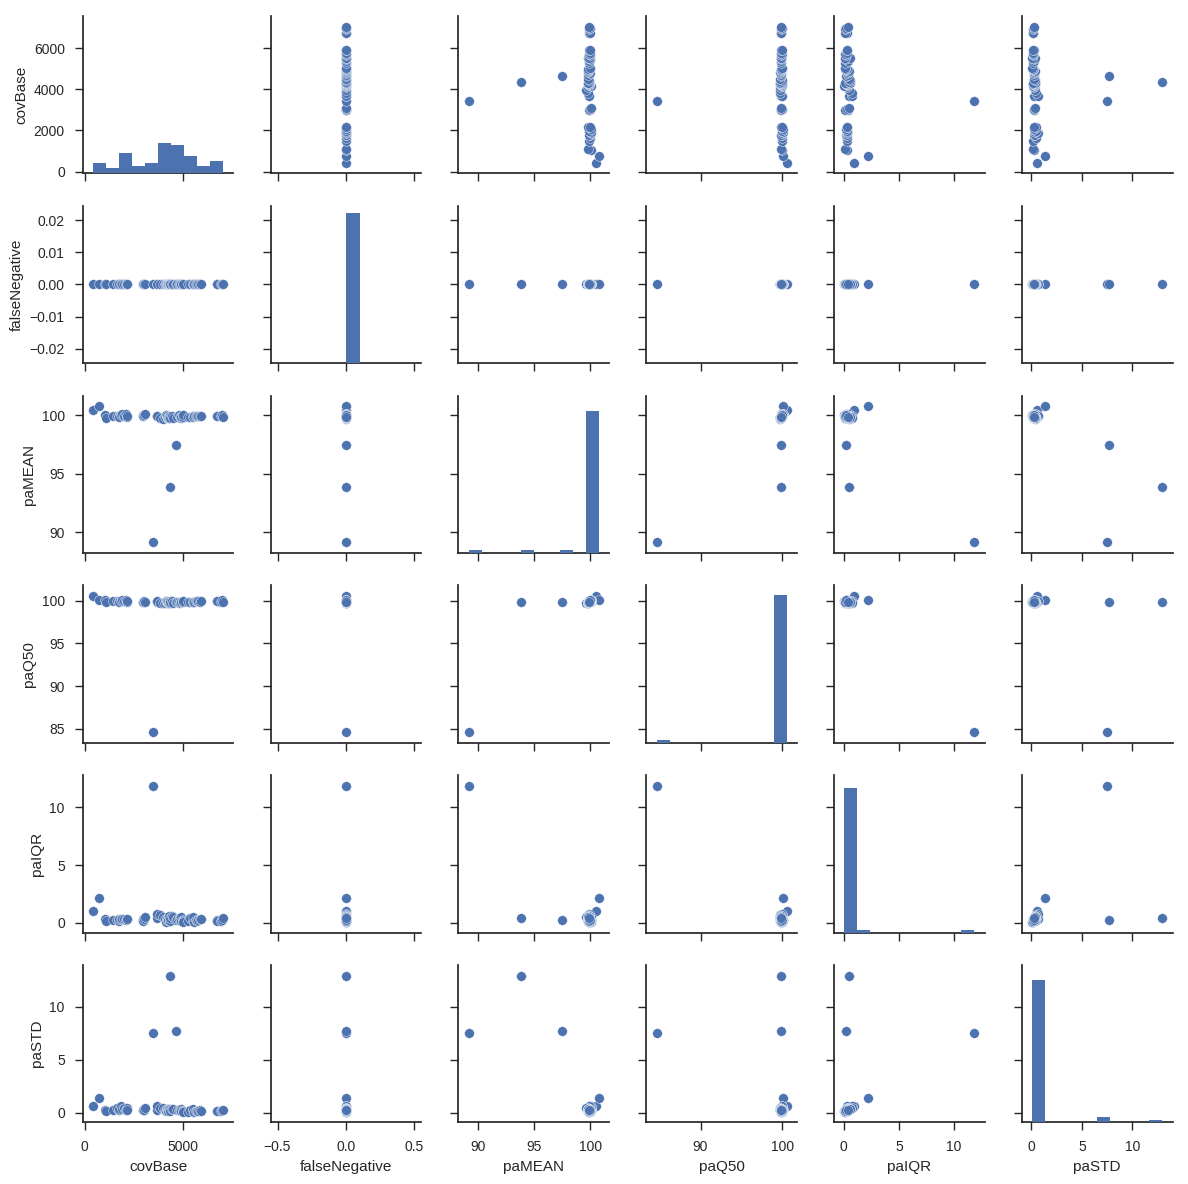 6000
4000
2000
0
covBase
0.02
0.01
0.00
−0.01
−0.02
falseNegative
100
95
90
paMEAN
100
95
90
85
paQ50
10
5
0
paIQR
10
5
0
paSTD
0 5000 −0.5 0.0 0.5 90 95 100 90 100 0 5 10 0 5 10
covBase falseNegative paMEAN paQ50 paIQR paSTD